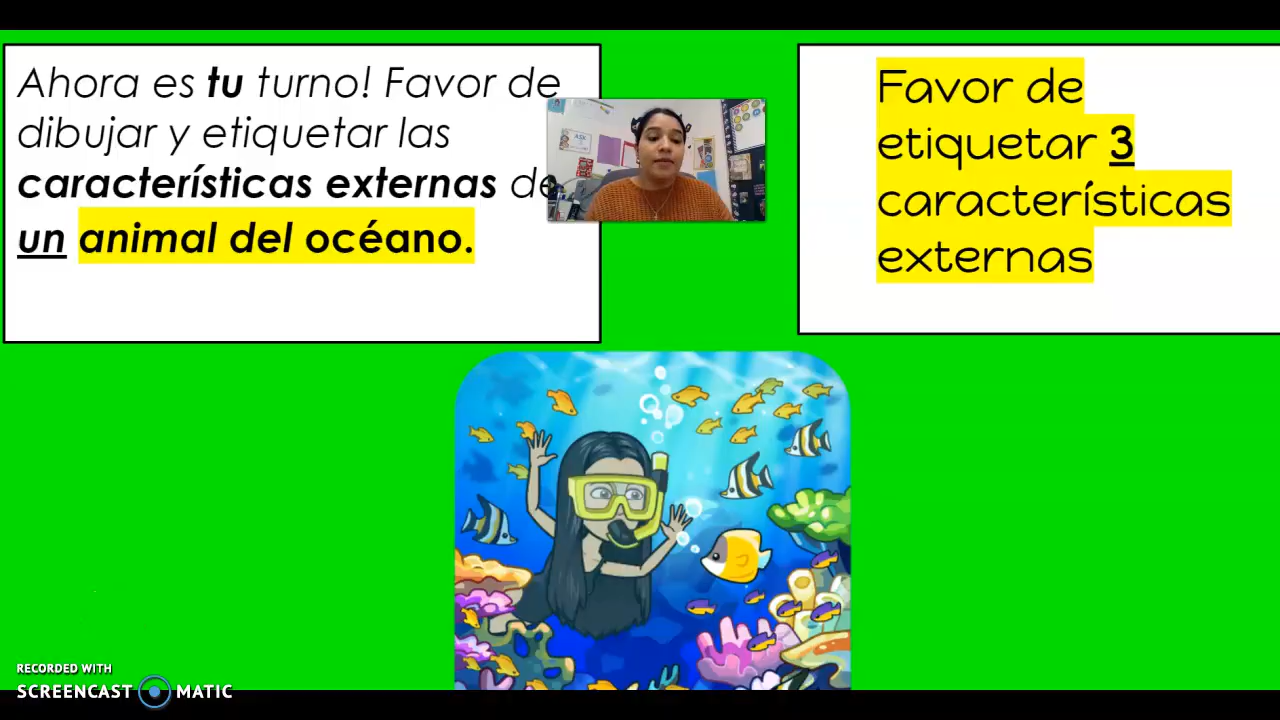 Ahora es tu turno! Favor de
dibujar y etiquetar las
características externas de
un animal del océano.
Favor de
etiquetar 3
características
externas
RECORDED WITH
SCREENCAST MATIC